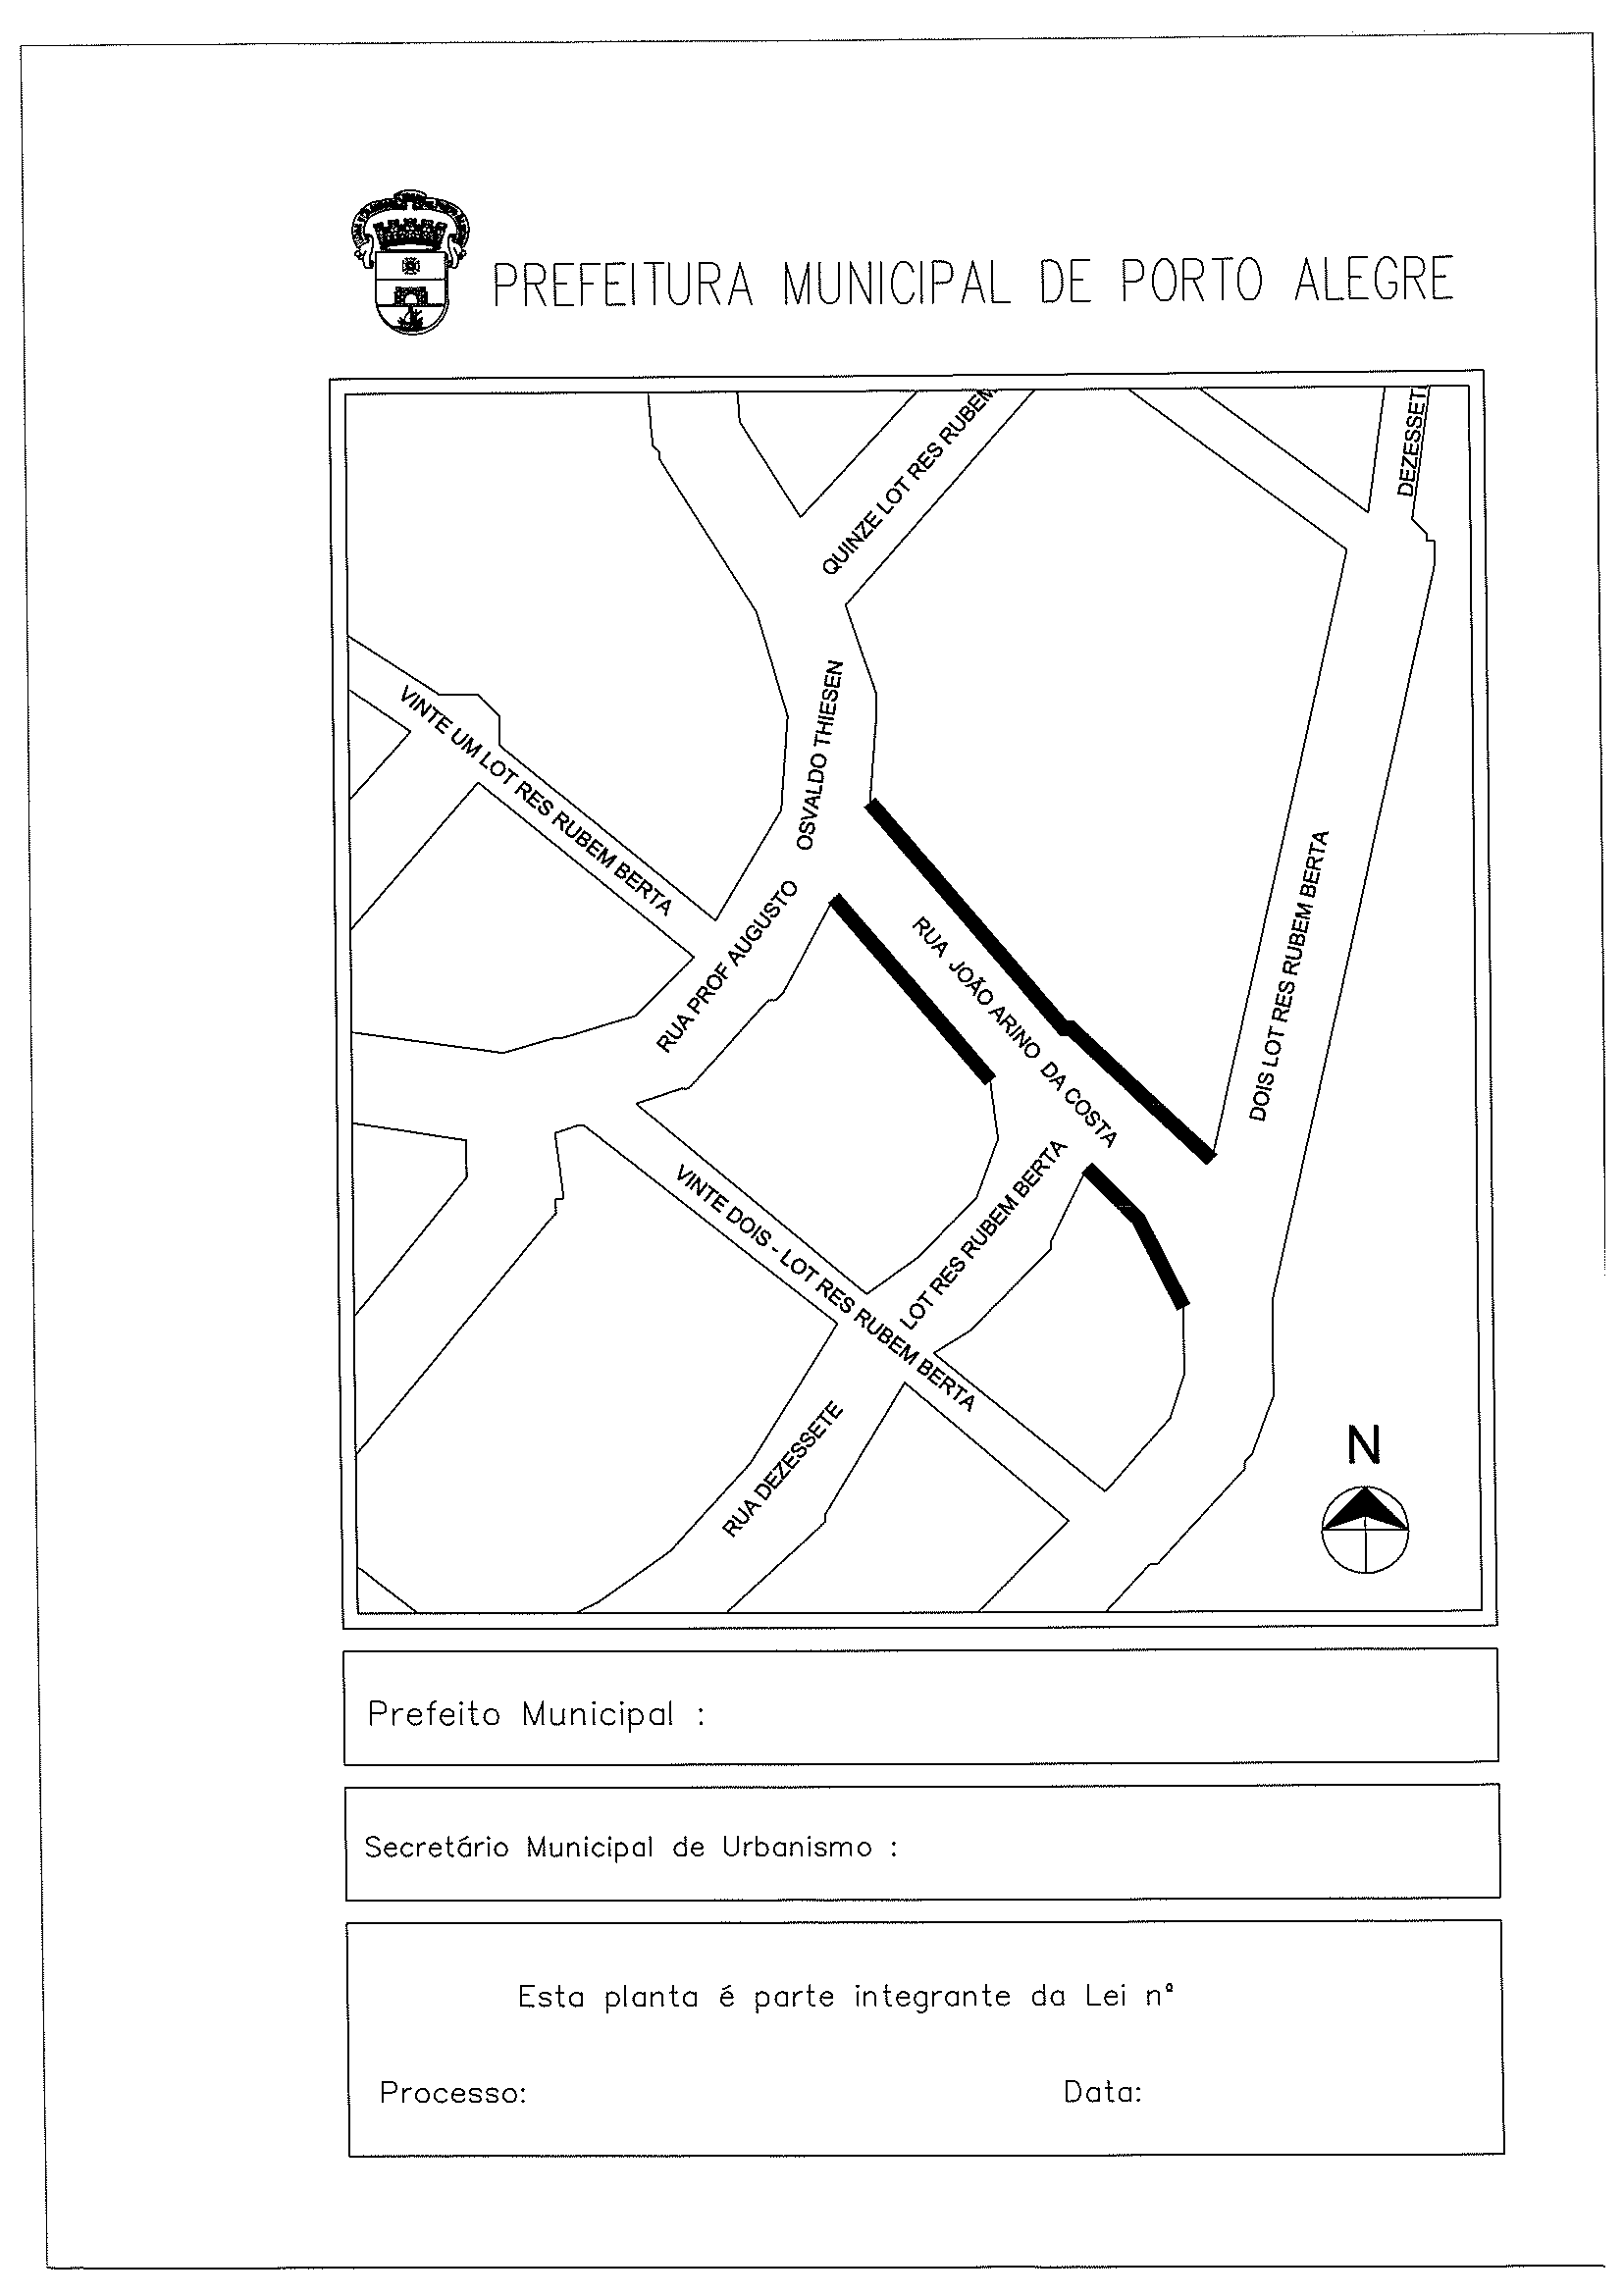 PREFEITURA MUNICIPAL DE PORTO ALEGRE
QUINZE LOT RES RUBEM
DEZESSETE
VINTE UM LOT RES RUBEM BERTA
RUA PROF AUGUSTO OSVALDO THIESEN
RUA JOÃO ARINO DA COSTA
DOIS LOT RES RUBEM BERTA
VINTE DOIS - LOT RES RUBEM BERTA
RUA DEZESSETE LOT RES RUBEM BERTA
N
Prefeito Municipal :
Secretário Municipal de Urbanismo :
Esta planta é parte integrante da Lei nº
Processo: Data: